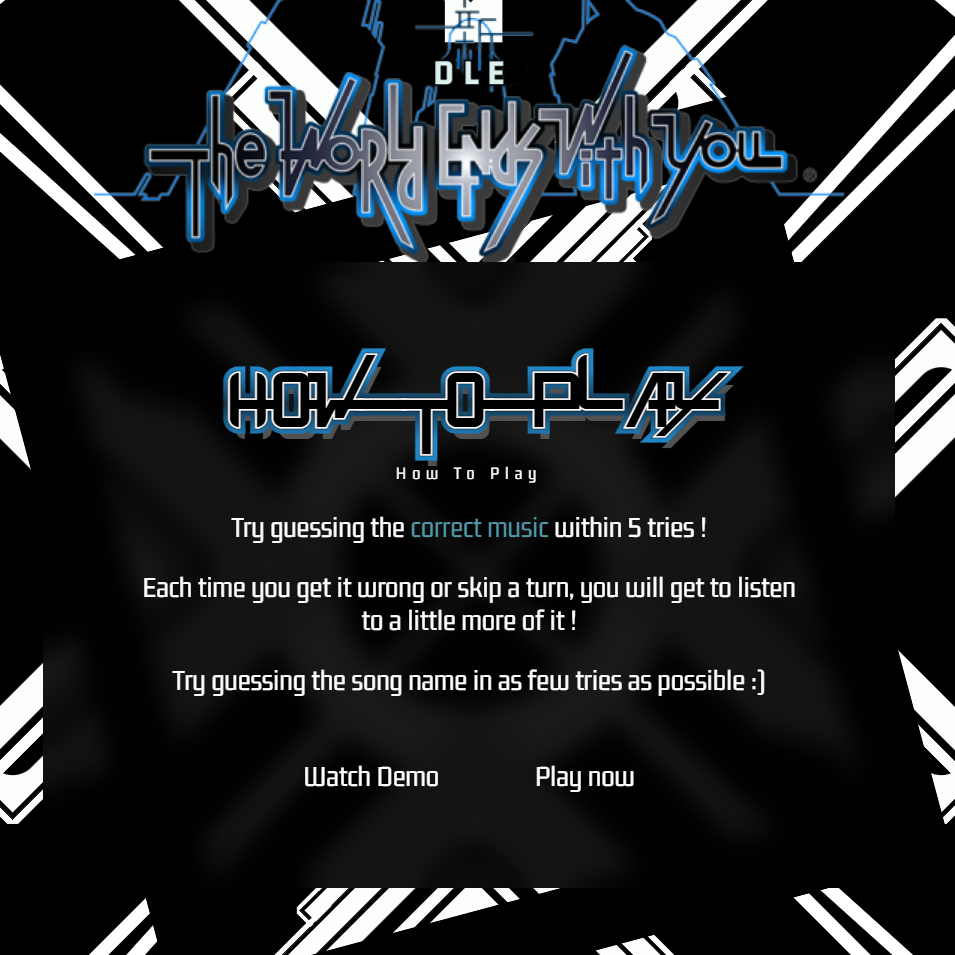 DLE
The World Ends With You
®
How To Play
How To Play
Try guessing the correct music within 5 tries !
Each time you get it wrong or skip a turn, you will get to listen
to a little more of it !
Try guessing the song name in as few tries as possible :)
Watch Demo
Play now